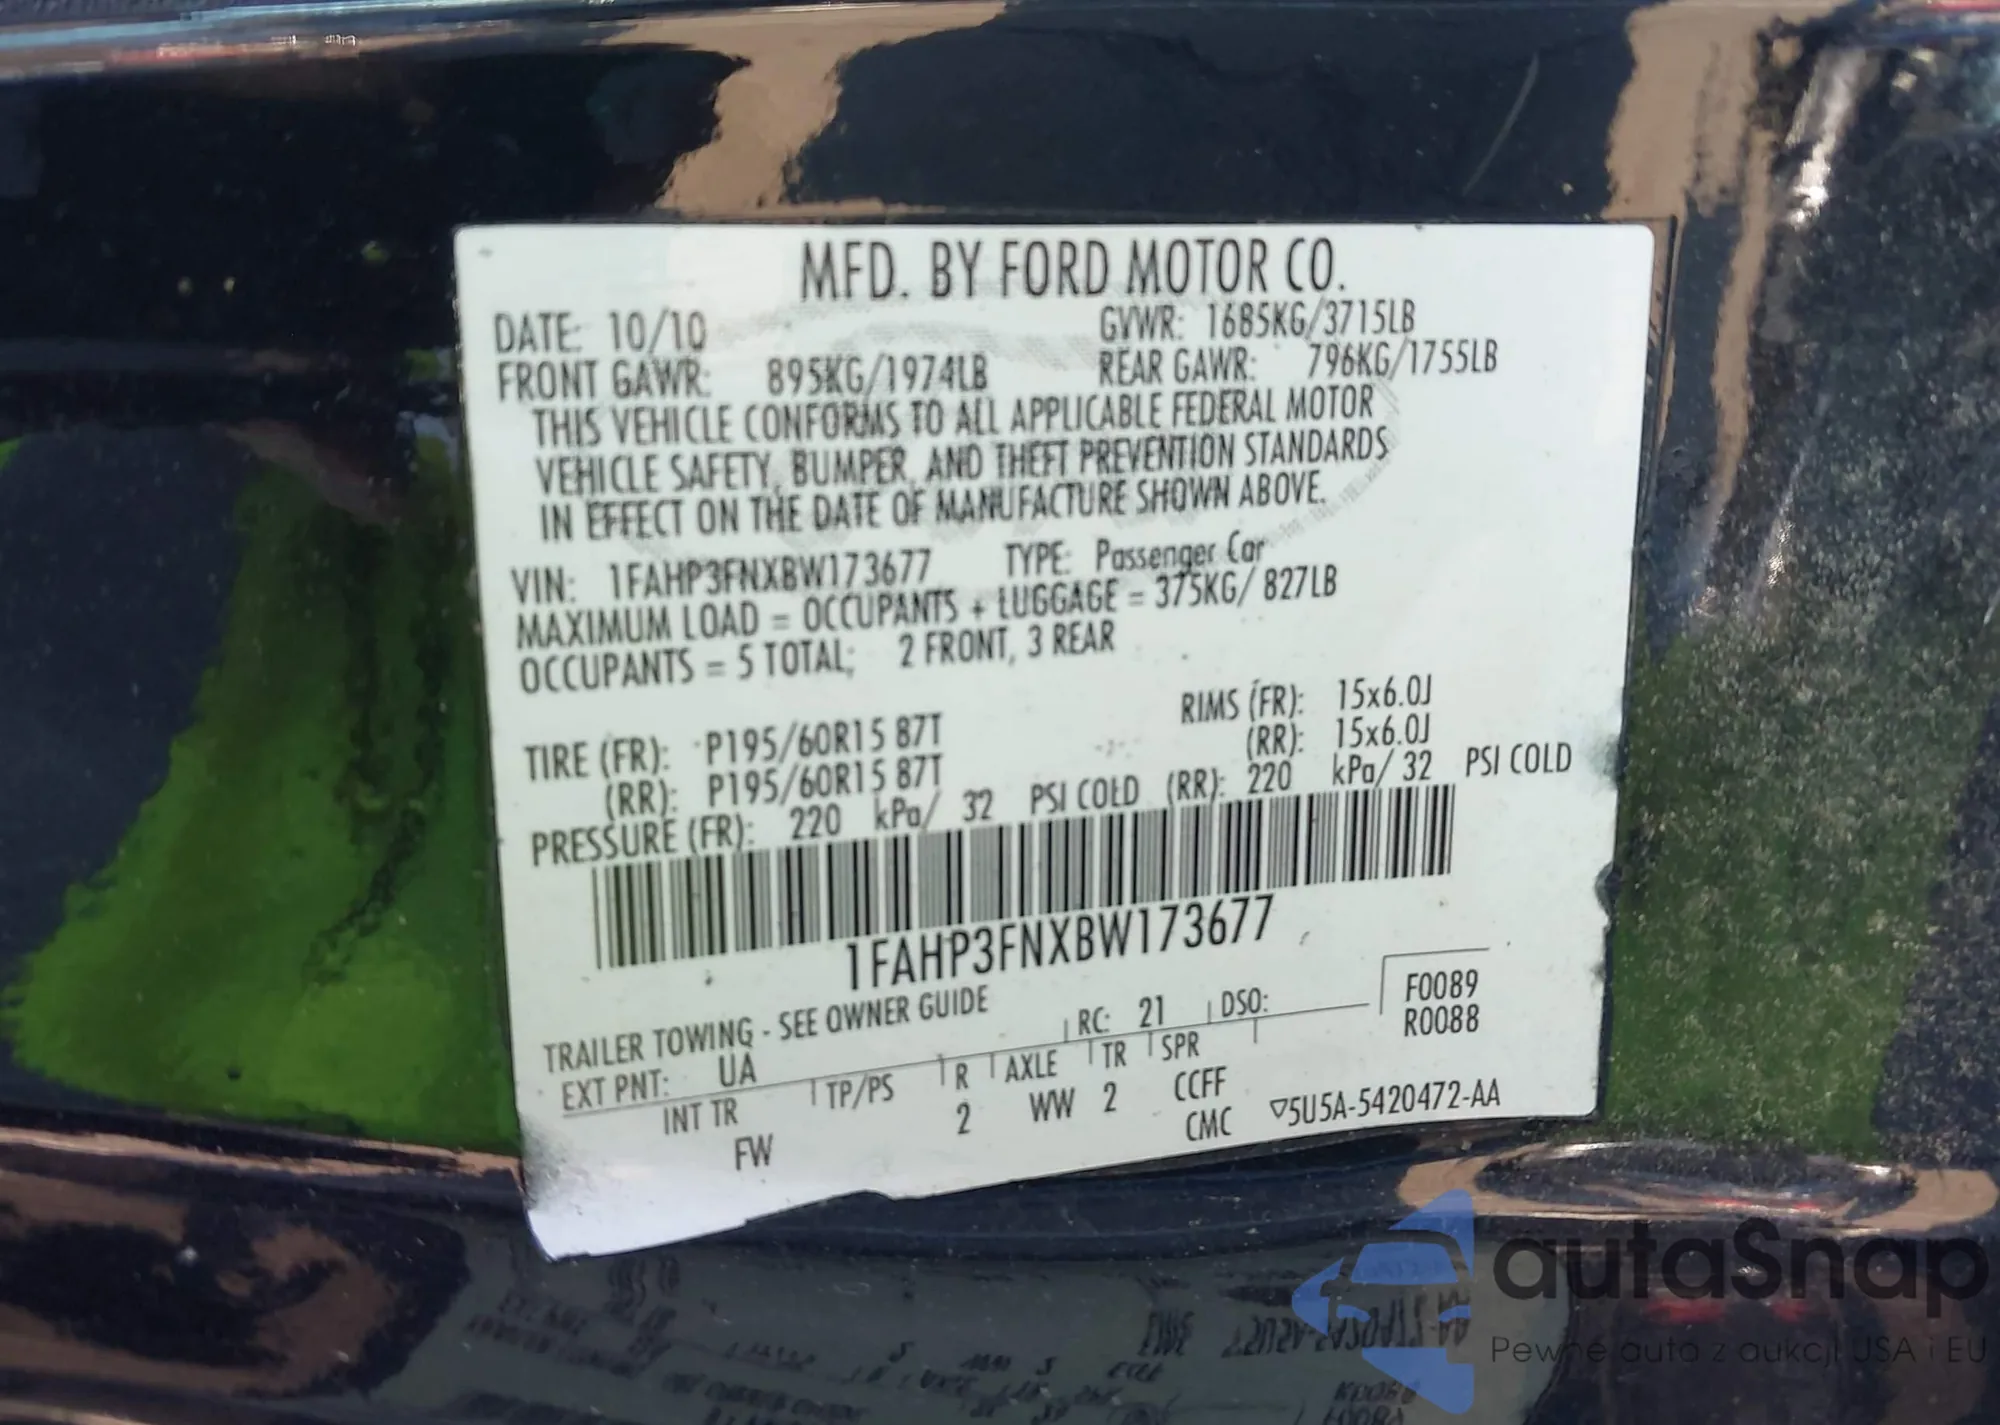 MFD. BY FORD MOTOR CO.
DATE: 10/10 GVWR: 1685KG/3715LB
FRONT GAWR: 895KG/1974LB REAR GAWR: 796KG/1755LB
THIS VEHICLE CONFORMS TO ALL APPLICABLE FEDERAL MOTOR
VEHICLE SAFETY, BUMPER, AND THEFT PREVENTION STANDARDS
IN EFFECT ON THE DATE OF MANUFACTURE SHOWN ABOVE.
VIN: 1FAHP3FNXBW173677 TYPE: Passenger Car
MAXIMUM LOAD = OCCUPANTS + LUGGAGE = 375KG/ 827LB
OCCUPANTS = 5 TOTAL; 2 FRONT, 3 REAR
TIRE (FR): P195/60R15 87T RIMS (FR): 15x6.0J
(RR): P195/60R15 87T (RR): 15x6.0J
PRESSURE (FR): 220 kPa/ 32 PSI COLD (RR): 220 kPa/ 32 PSI COLD
1FAHP3FNXBW173677
TRAILER TOWING - SEE OWNER GUIDE
F0089
EXT PNT: UA RC: 21 DSO: R0088
INT TR TP/PS R AXLE TR SPR
FW 2 WW 2 CCFF
CMC ▽5U5A-5420472-AA
autaSnap
Pewne auta z aukcji USA i EU